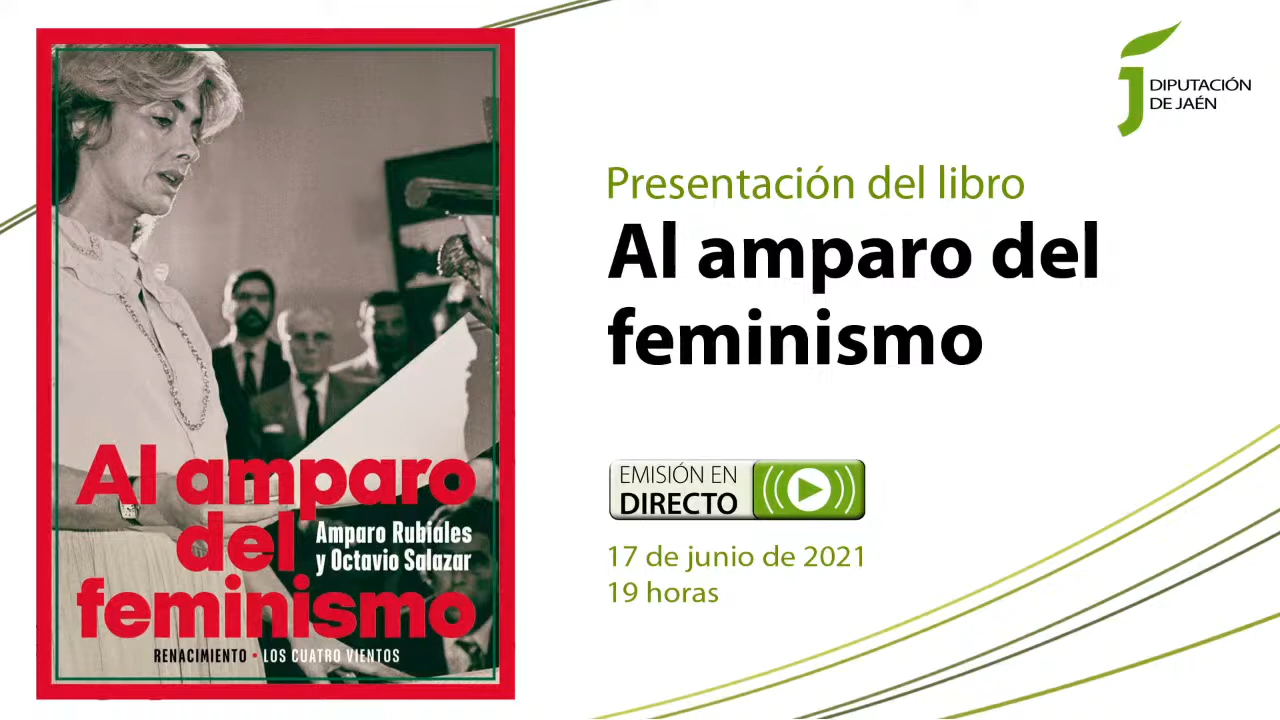 Al amparo
del
Amparo Rubiales
y Octavio Salazar
feminismo
RENACIMIENTO • LOS CUATRO VIENTOS
DIPUTACIÓN
DE JAÉN
Presentación del libro
Al amparo del
feminismo
EMISIÓN EN
DIRECTO
17 de junio de 2021
19 horas